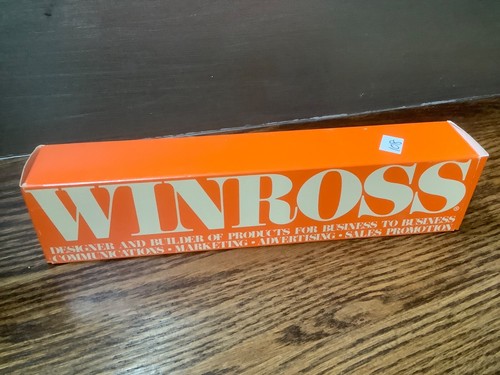 WINROSS®
DESIGNER AND BUILDER OF PRODUCTS FOR BUSINESS TO BUSINESS
COMMUNICATIONS • MARKETING • ADVERTISING • SALES PROMOTION